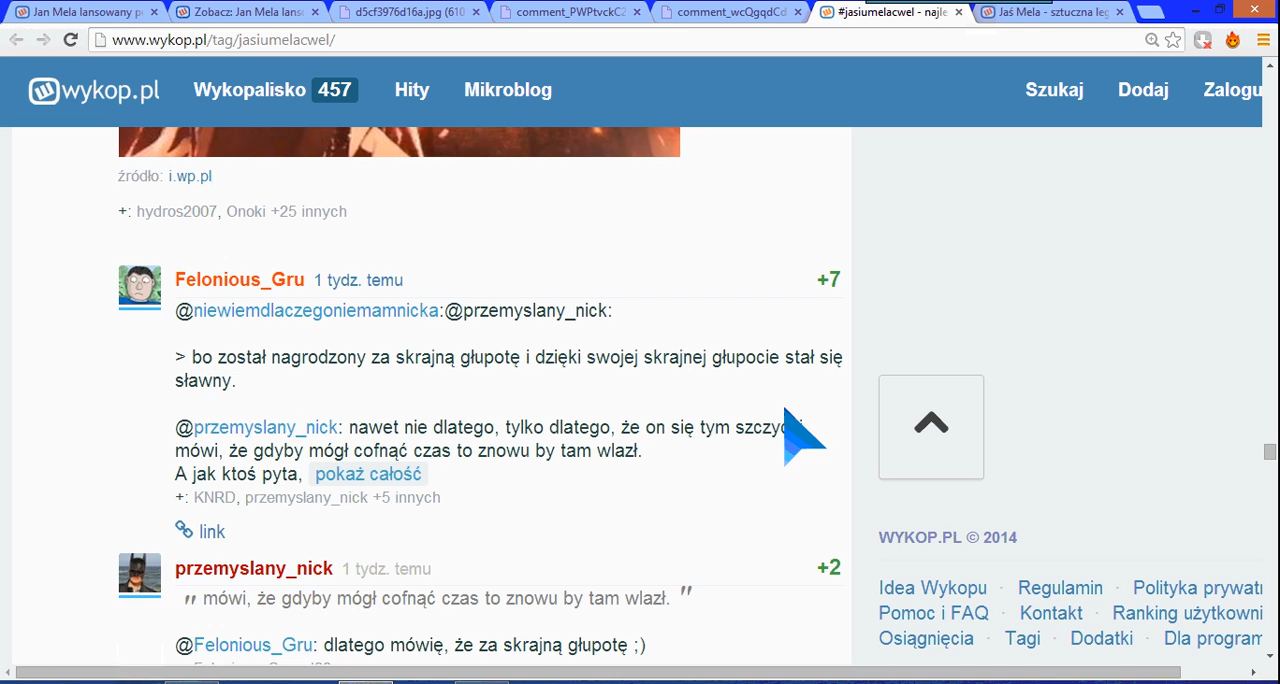 Jan Mela lansowany p
Zobacz: Jan Mela lans
d5cf3976d16a.jpg (610
comment_PWPtvckC2
comment_wcQgqdCd
#jasiumelacwel - najle
Jaś Mela - sztuczna leg
www.wykop.pl/tag/jasiumelacwel/
wykop.pl
Wykopalisko 457
Hity
Mikroblog
Szukaj
Dodaj
Zalogu
źródło: i.wp.pl
+: hydros2007, Onoki +25 innych
Felonious_Gru 1 tydz. temu +7
@niewiemdlaczegoniemamnicka:@przemyslany_nick:
> bo został nagrodzony za skrajną głupotę i dzięki swojej skrajnej głupocie stał się
sławny.
@przemyslany_nick: nawet nie dlatego, tylko dlatego, że on się tym
mówi, że gdyby mógł cofnąć czas to znowu by tam wlazł.
A jak ktoś pyta, pokaż całość
+: KNRD, przemyslany_nick +5 innych
link
przemyslany_nick 1 tydz. temu +2
" mówi, że gdyby mógł cofnąć czas to znowu by tam wlazł. "
@Felonious_Gru: dlatego mówię, że za skrajną głupotę ;)
WYKOP.PL © 2014
Idea Wykopu · Regulamin · Polityka prywatı
Pomoc i FAQ · Kontakt · Ranking użytkowni
Osiągnięcia · Tagi · Dodatki · Dla program